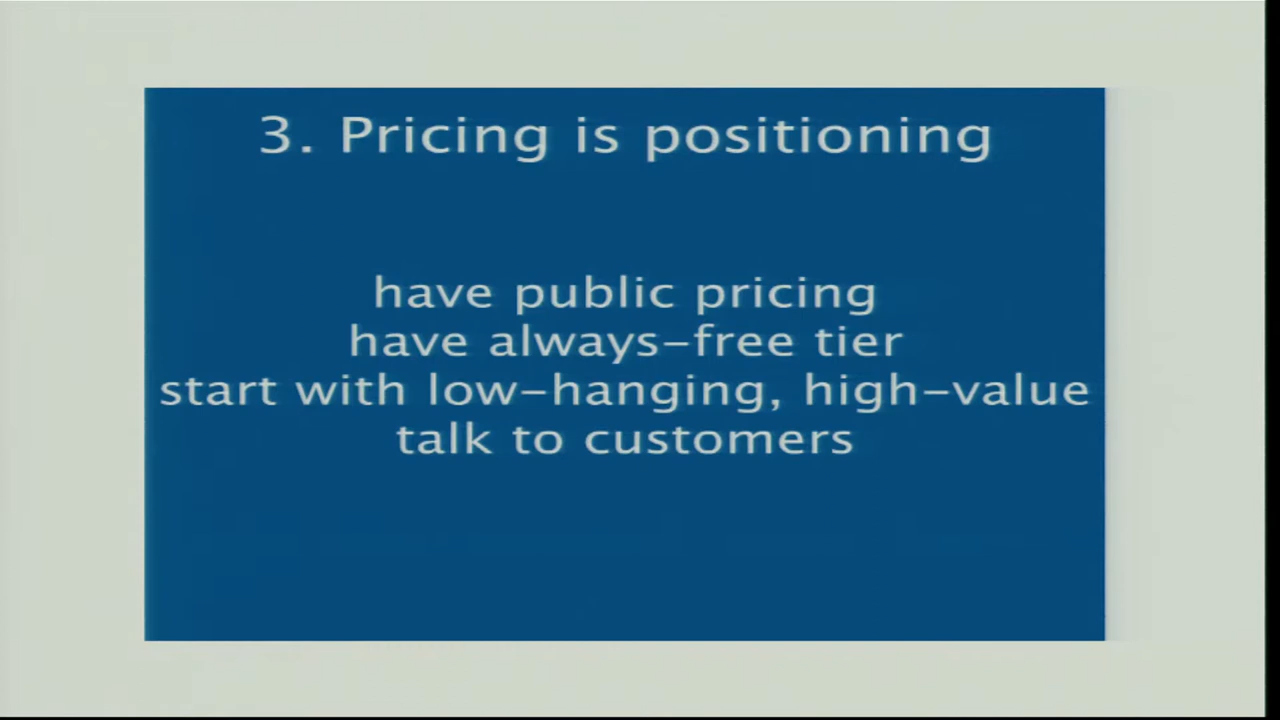 3. Pricing is positioning
have public pricing
have always-free tier
start with low-hanging, high-value
talk to customers